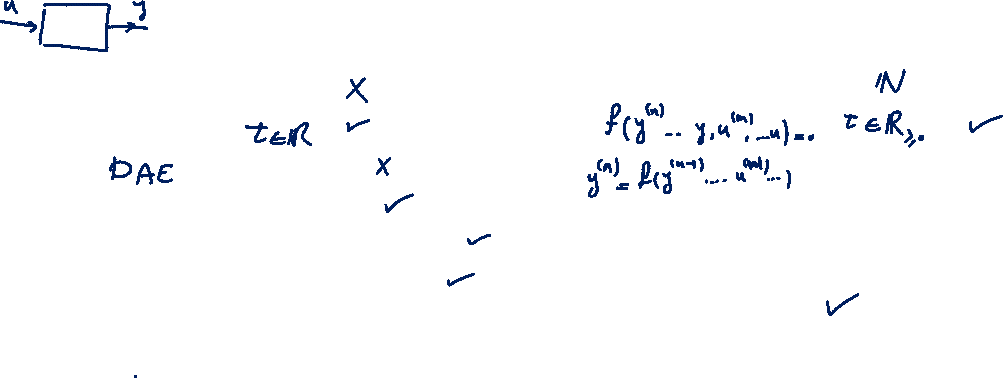 u y
X
ℕ
t∈ℝ ✓ f(y⁽ⁿ⁾.. y, u⁽ᵐ⁾, ...u)=0 t∈ℝ≥0 ✓
DAE X y⁽ⁿ⁾=f(y⁽ⁿ⁻¹⁾.... u⁽ᵐ⁾...)
✓
✓
✓
✓